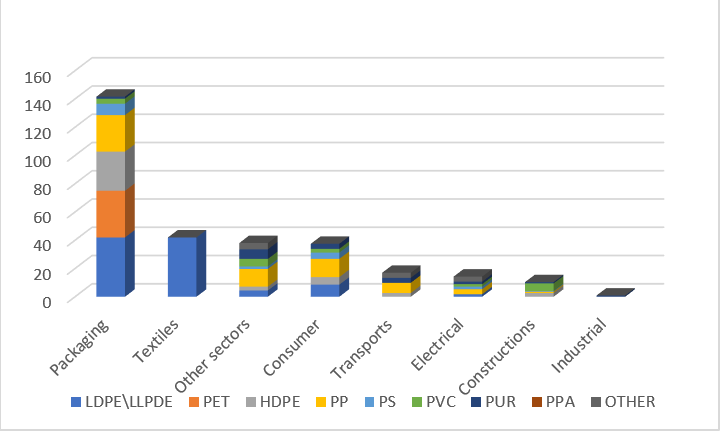 160
140
120
100
80
60
40
20
0
Packaging
Textiles
Other sectors
Consumer
Transports
Electrical
Constructions
Industrial
LDPE\LLPDE PET HDPE PP PS PVC PUR PPA OTHER